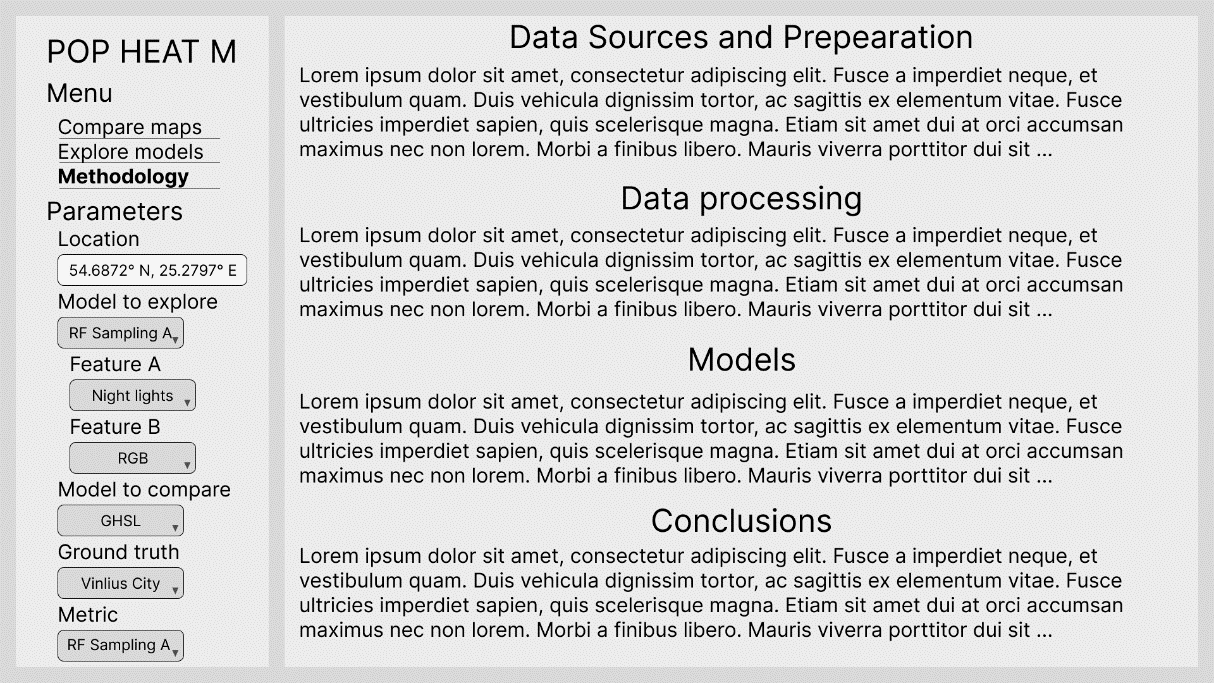 POP HEAT M
Menu
Compare maps
Explore models
Methodology
Parameters
Location
54.6872° N, 25.2797° E
Model to explore
RF Sampling A
Feature A
Night lights
Feature B
RGB
Model to compare
GHSL
Ground truth
Vinlius City
Metric
RF Sampling A
Data Sources and Prepearation
Lorem ipsum dolor sit amet, consectetur adipiscing elit. Fusce a imperdiet neque, et
vestibulum quam. Duis vehicula dignissim tortor, ac sagittis ex elementum vitae. Fusce
ultricies imperdiet sapien, quis scelerisque magna. Etiam sit amet dui at orci accumsan
maximus nec non lorem. Morbi a finibus libero. Mauris viverra porttitor dui sit ...
Data processing
Lorem ipsum dolor sit amet, consectetur adipiscing elit. Fusce a imperdiet neque, et
vestibulum quam. Duis vehicula dignissim tortor, ac sagittis ex elementum vitae. Fusce
ultricies imperdiet sapien, quis scelerisque magna. Etiam sit amet dui at orci accumsan
maximus nec non lorem. Morbi a finibus libero. Mauris viverra porttitor dui sit ...
Models
Lorem ipsum dolor sit amet, consectetur adipiscing elit. Fusce a imperdiet neque, et
vestibulum quam. Duis vehicula dignissim tortor, ac sagittis ex elementum vitae. Fusce
ultricies imperdiet sapien, quis scelerisque magna. Etiam sit amet dui at orci accumsan
maximus nec non lorem. Morbi a finibus libero. Mauris viverra porttitor dui sit ...
Conclusions
Lorem ipsum dolor sit amet, consectetur adipiscing elit. Fusce a imperdiet neque, et
vestibulum quam. Duis vehicula dignissim tortor, ac sagittis ex elementum vitae. Fusce
ultricies imperdiet sapien, quis scelerisque magna. Etiam sit amet dui at orci accumsan
maximus nec non lorem. Morbi a finibus libero. Mauris viverra porttitor dui sit ...